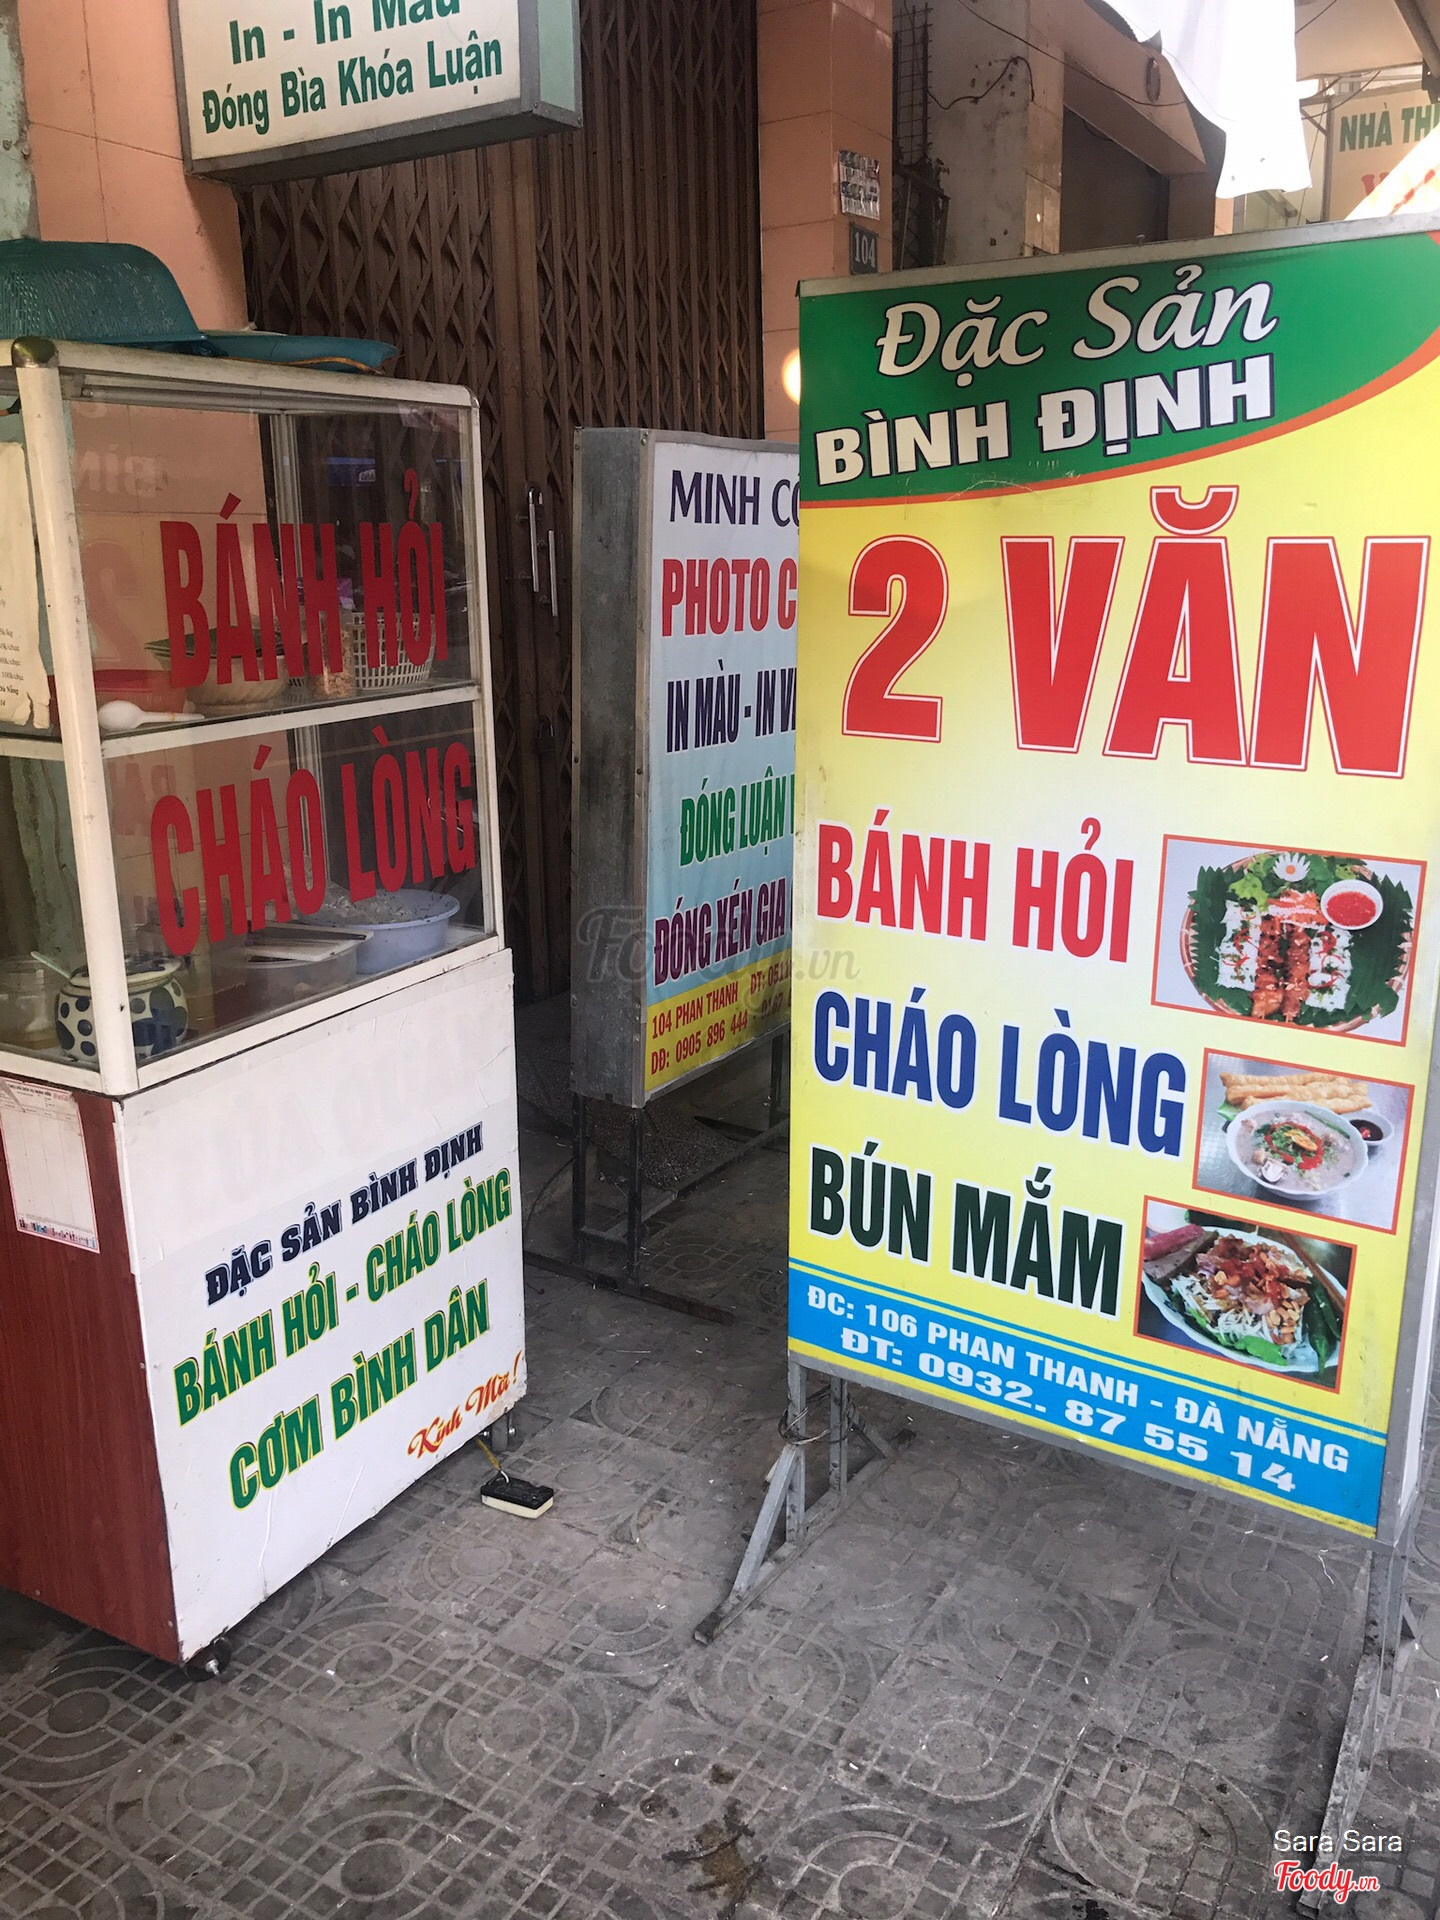 In - In Màu
Đóng Bìa Khóa Luận
NHÀ
104
Đặc Sản
BÌNH ĐỊNH
2 VĂN
BÁNH HỎI
CHÁO LÒNG
BÚN MẮM
ĐC: 106 PHAN THANH - ĐÀ NẴNG
ĐT: 0932. 87 55 14
MINH
PHOTO
IN MÀU - IN
ĐÓNG LUẬN
ĐÓNG XÉN GIA
104 PHAN THANH ĐT:
DĐ: 0905 896 444
BÁNH HỎI
CHÁO LÒNG
ĐẶC SẢN BÌNH ĐỊNH
BÁNH HỎI - CHÁO LÒNG
CƠM BÌNH DÂN
Kính Mời!
Foody.vn
Sara Sara
Foody.vn